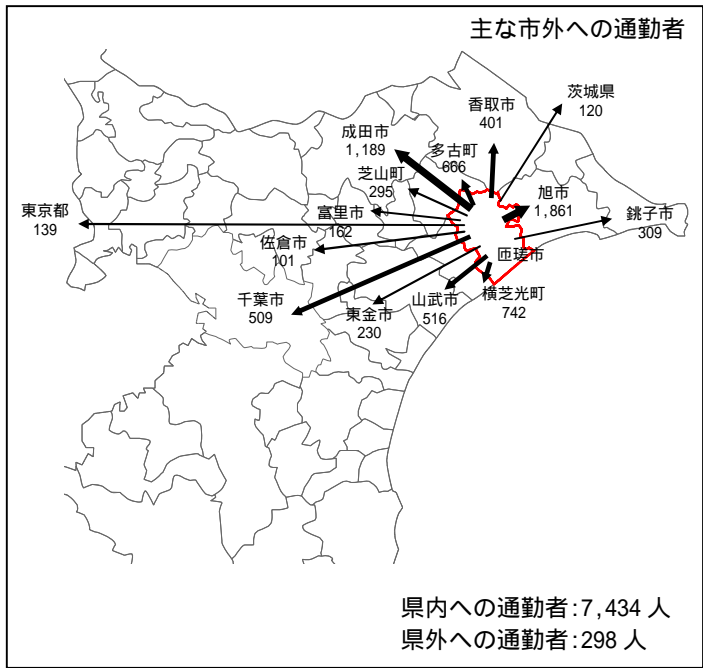 主な市外への通勤者
茨城県
120
香取市
401
成田市
1,189
多古町
666
芝山町
295
旭市
1,861
東京都
139
富里市
162
銚子市
309
佐倉市
101
匝瑳市
千葉市
509
東金市
230
山武市
516
横芝光町
742
県内への通勤者:7,434 人
県外への通勤者:298 人